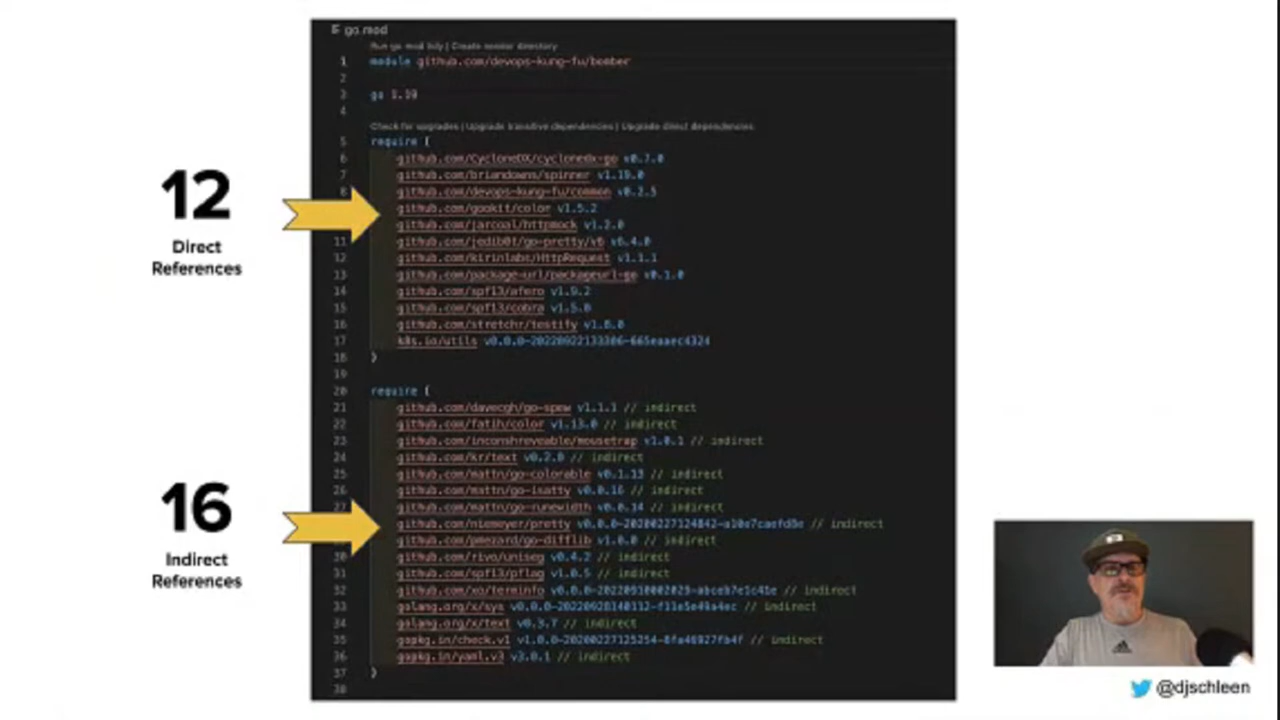 go.mod
Run go mod tidy | Create vendor directory
1 module github.com/devops-kung-fu/bomber
2
3 go 1.19
4
Check for upgrades | Upgrade transitive dependencies | Upgrade direct dependencies
5 require (
6 github.com/CycloneDX/cyclonedx-go v0.7.0
7 github.com/briandowns/spinner v1.19.0
8 github.com/devops-kung-fu/common v0.2.5
github.com/gookit/color v1.5.2
github.com/jarcoal/httpmock v1.2.0
11 github.com/jedib0t/go-pretty/v6 v6.4.0
12 github.com/kirinlabs/HttpRequest v1.1.1
13 github.com/package-url/packageurl-go v0.1.0
14 github.com/spf13/afero v1.9.2
15 github.com/spf13/cobra v1.5.0
16 github.com/stretchr/testify v1.8.0
17 k8s.io/utils
18 )
19
20 require (
21 github.com/davecgh/go-spew v1.1.1 // indirect
22 github.com/fatih/color v1.13.0 // indirect
23 github.com/inconshreveable/mousetrap v1.0.1 // indirect
24 github.com/kr/text v0.2.0 // indirect
25 github.com/mattn/go-colorable v0.1.13 // indirect
26 github.com/mattn/go-isatty v0.0.16 // indirect
27 github.com/mattn/go-runewidth v0.0.14 // indirect
github.com/niemeyer/pretty // indirect
github.com/pmezard/go-difflib v1.0.0 // indirect
30 github.com/rivo/uniseg v0.4.2 // indirect
31 github.com/spf13/pflag v1.0.5 // indirect
32 github.com/xo/terminfo // indirect
33 golang.org/x/sys // indirect
34 golang.org/x/text v0.3.7 // indirect
35 gopkg.in/check.v1 // indirect
36 gopkg.in/yaml.v3 v3.0.1 // indirect
37 )
38
12
Direct
References
16
Indirect
References
@djschleen